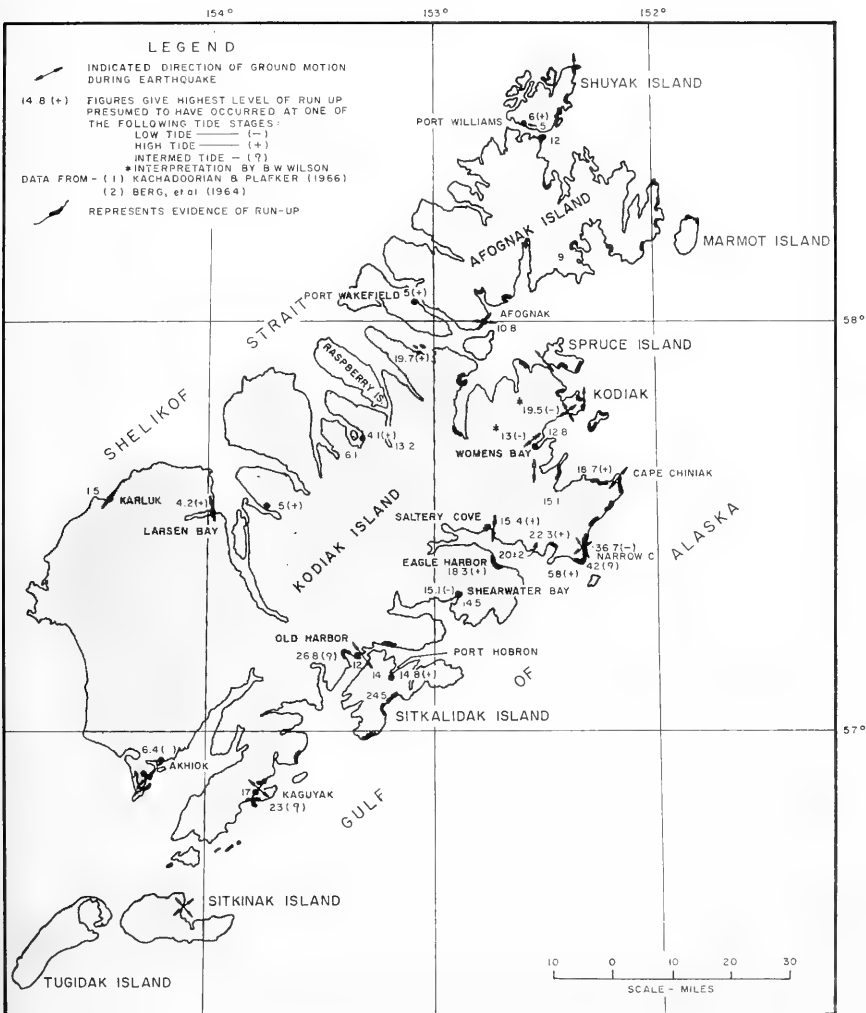 154°
153°
152°
LEGEND
INDICATED DIRECTION OF GROUND MOTION
DURING EARTHQUAKE
14.8 (+) FIGURES GIVE HIGHEST LEVEL OF RUN UP
PRESUMED TO HAVE OCCURRED AT ONE OF
THE FOLLOWING TIDE STAGES:
LOW TIDE ——— (−)
HIGH TIDE ——— (+)
INTERMED TIDE – (?)
*INTERPRETATION BY B W WILSON
DATA FROM – (1) KACHADOORIAN & PLAFKER (1966)
(2) BERG, et al (1964)
REPRESENTS EVIDENCE OF RUN-UP
SHUYAK ISLAND
PORT WILLIAMS
6(+)
5
12
AFOGNAK ISLAND
MARMOT ISLAND
9
PORT WAKEFIELD 5(+)
AFOGNAK
10.8
58°
SHELIKOF STRAIT
19.7(+)
SPRUCE ISLAND
RASPBERRY IS.
KODIAK
*19.5(−)
*13(−)
12.8
WOMENS BAY
4.1(+)
13.2
6.1
18.7(+)
CAPE CHINIAK
15.1
1.5
KARLUK
4.2(+)
LARSEN BAY
5(+)
KODIAK ISLAND
SALTERY COVE
15.4(+)
22.3(+)
20±2
36.7(−)
NARROW C
42(?)
58(+)
EAGLE HARBOR
18.3(+)
15.1(−)
SHEARWATER BAY
14.5
OLD HARBOR
26.8(?)
12
PORT HOBRON
14
14.8(+)
24.5
SITKALIDAK ISLAND
57°
6.4( )
AKHIOK
17
KAGUYAK
23(?)
GULF OF ALASKA
SITKINAK ISLAND
TUGIDAK ISLAND
10 0 10 20 30
SCALE – MILES